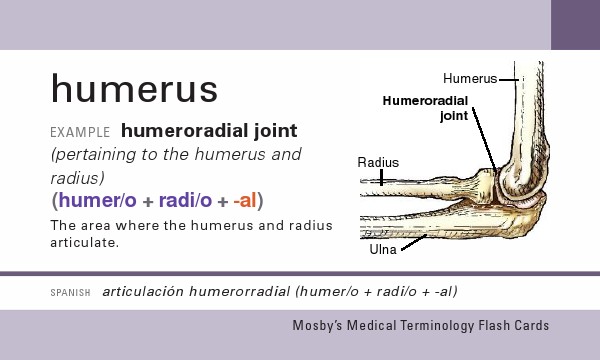 humerus
EXAMPLE humeroradial joint
(pertaining to the humerus and
radius)
(humer/o + radi/o + -al)
The area where the humerus and radius
articulate.
Humerus
Humeroradial
joint
Radius
Ulna
SPANISH articulación humerorradial (humer/o + radi/o + -al)
Mosby's Medical Terminology Flash Cards